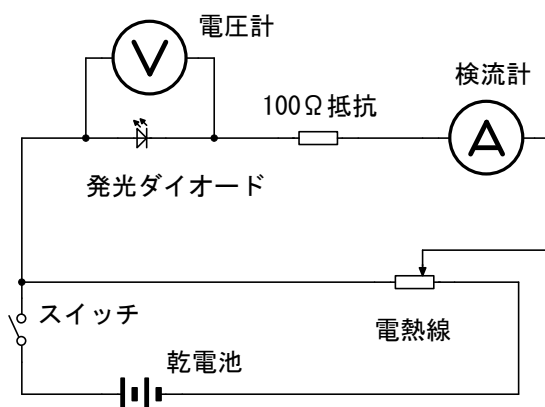 電圧計
V
検流計
100Ω抵抗
A
発光ダイオード
スイッチ
電熱線
乾電池